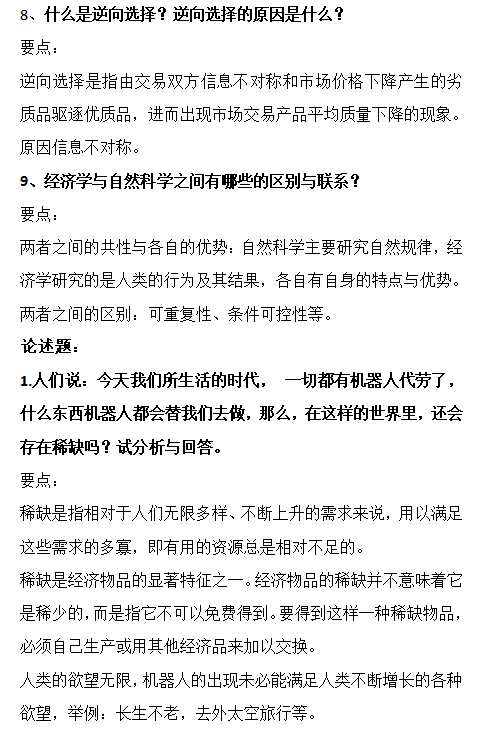 8、什么是逆向选择？逆向选择的原因是什么？
要点：
逆向选择是指由交易双方信息不对称和市场价格下降产生的劣
质品驱逐优质品，进而出现市场交易产品平均质量下降的现象。
原因信息不对称。
9、经济学与自然科学之间有哪些的区别与联系？
要点：
两者之间的共性与各自的优势：自然科学主要研究自然规律，经
济学研究的是人类的行为及其结果，各自有自身的特点与优势。
两者之间的区别：可重复性、条件可控性等。
论述题：
1.人们说：今天我们所生活的时代， 一切都有机器人代劳了，
什么东西机器人都会替我们去做，那么，在这样的世界里，还会
存在稀缺吗？试分析与回答。
要点：
稀缺是指相对于人们无限多样、不断上升的需求来说，用以满足
这些需求的多寡，即有用的资源总是相对不足的。
稀缺是经济物品的显著特征之一。经济物品的稀缺并不意味着它
是稀少的，而是指它不可以免费得到。要得到这样一种稀缺物品，
必须自己生产或用其他经济品来加以交换。
人类的欲望无限，机器人的出现未必能满足人类不断增长的各种
欲望，举例：长生不老，去外太空旅行等。